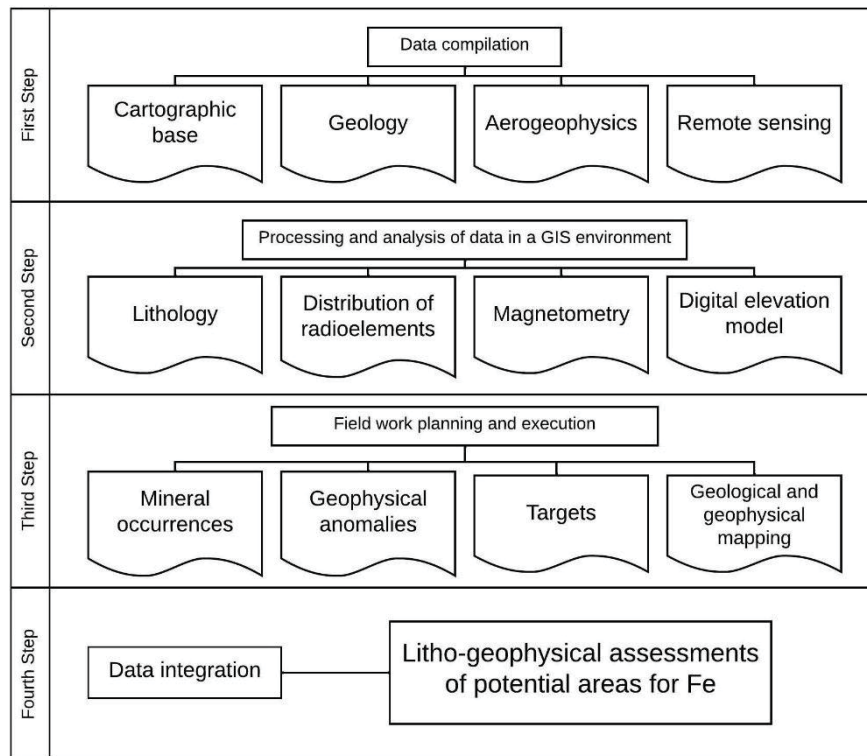 First Step
Data compilation
Cartographic
base
Geology
Aerogeophysics
Remote sensing
Second Step
Processing and analysis of data in a GIS environment
Lithology
Distribution of
radioelements
Magnetometry
Digital elevation
model
Third Step
Field work planning and execution
Mineral
occurrences
Geophysical
anomalies
Targets
Geological and
geophysical
mapping
Fourth Step
Data integration
Litho-geophysical assessments
of potential areas for Fe